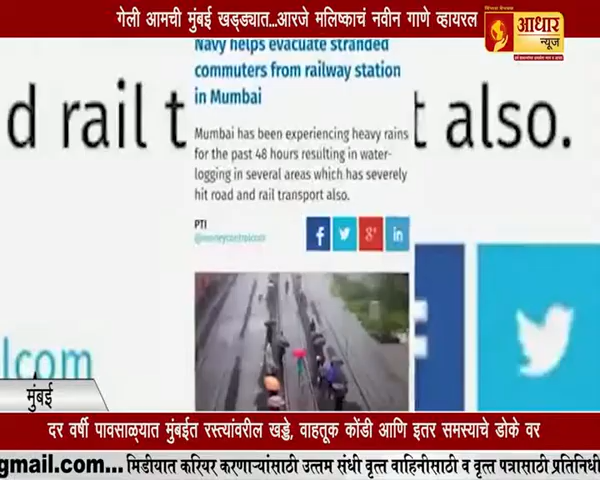 गेली आमची मुंबई खड्ड्यात...आरजे मलिष्काचं नवीन गाणे व्हायरल
आधार
न्यूज
Navy helps evacuate stranded
commuters from railway station
in Mumbai
d rail t
t also.
Mumbai has been experiencing heavy rains
for the past 48 hours resulting in water-
logging in several areas which has severely
hit road and rail transport also.
PTI
@moneycontrolcom
f
g+
in
lcom
मुंबई
दर वर्षी पावसाळ्यात मुंबईत रस्त्यांवरील खड्डे, वाहतूक कोंडी आणि इतर समस्याचे डोके वर
gmail.com... मिडीयात करियर करणाऱ्यांसाठी उत्तम संधी वृत्त वाहिनीसाठी व वृत्त पत्रासाठी प्रतिनिधी